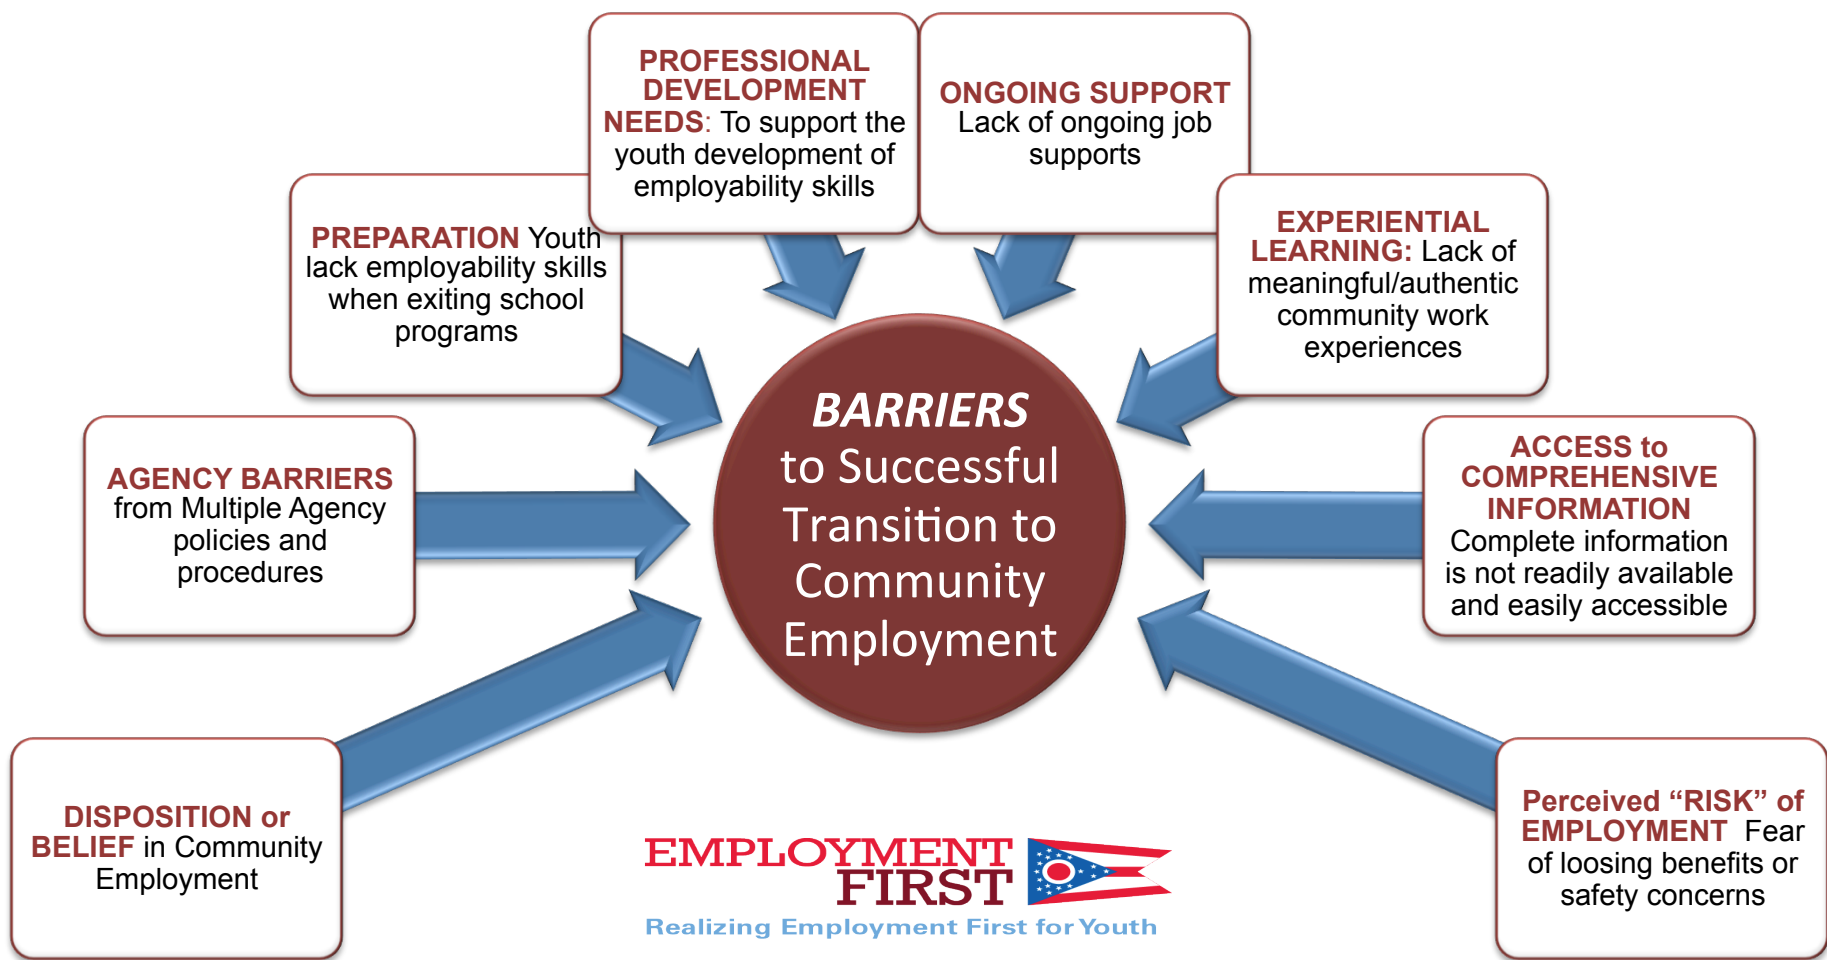 PROFESSIONAL
DEVELOPMENT
NEEDS: To support the
youth development of
employability skills
ONGOING SUPPORT
Lack of ongoing job
supports
PREPARATION Youth
lack employability skills
when exiting school
programs
EXPERIENTIAL
LEARNING: Lack of
meaningful/authentic
community work
experiences
AGENCY BARRIERS
from Multiple Agency
policies and
procedures
BARRIERS
to Successful
Transition to
Community
Employment
ACCESS to
COMPREHENSIVE
INFORMATION
Complete information
is not readily available
and easily accessible
DISPOSITION or
BELIEF in Community
Employment
Perceived “RISK” of
EMPLOYMENT Fear
of loosing benefits or
safety concerns
EMPLOYMENT
FIRST
Realizing Employment First for Youth